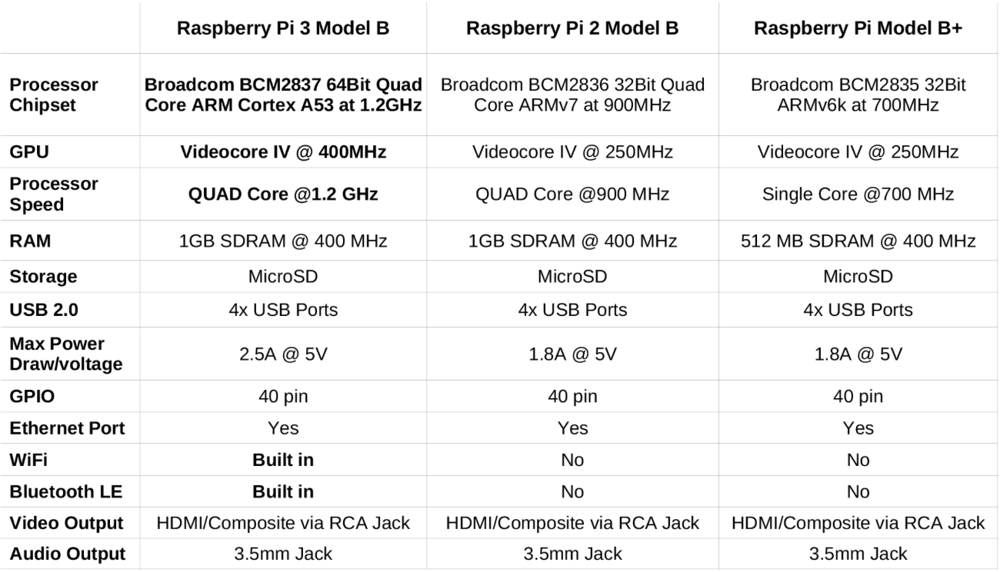 Raspberry Pi 3 Model B Raspberry Pi 2 Model B Raspberry Pi Model B+
Processor Chipset Broadcom BCM2837 64Bit Quad Core ARM Cortex A53 at 1.2GHz Broadcom BCM2836 32Bit Quad Core ARMv7 at 900MHz Broadcom BCM2835 32Bit ARMv6k at 700MHz
GPU Videocore IV @ 400MHz Videocore IV @ 250MHz Videocore IV @ 250MHz
Processor Speed QUAD Core @1.2 GHz QUAD Core @900 MHz Single Core @700 MHz
RAM 1GB SDRAM @ 400 MHz 1GB SDRAM @ 400 MHz 512 MB SDRAM @ 400 MHz
Storage MicroSD MicroSD MicroSD
USB 2.0 4x USB Ports 4x USB Ports 4x USB Ports
Max Power Draw/voltage 2.5A @ 5V 1.8A @ 5V 1.8A @ 5V
GPIO 40 pin 40 pin 40 pin
Ethernet Port Yes Yes Yes
WiFi Built in No No
Bluetooth LE Built in No No
Video Output HDMI/Composite via RCA Jack HDMI/Composite via RCA Jack HDMI/Composite via RCA Jack
Audio Output 3.5mm Jack 3.5mm Jack 3.5mm Jack